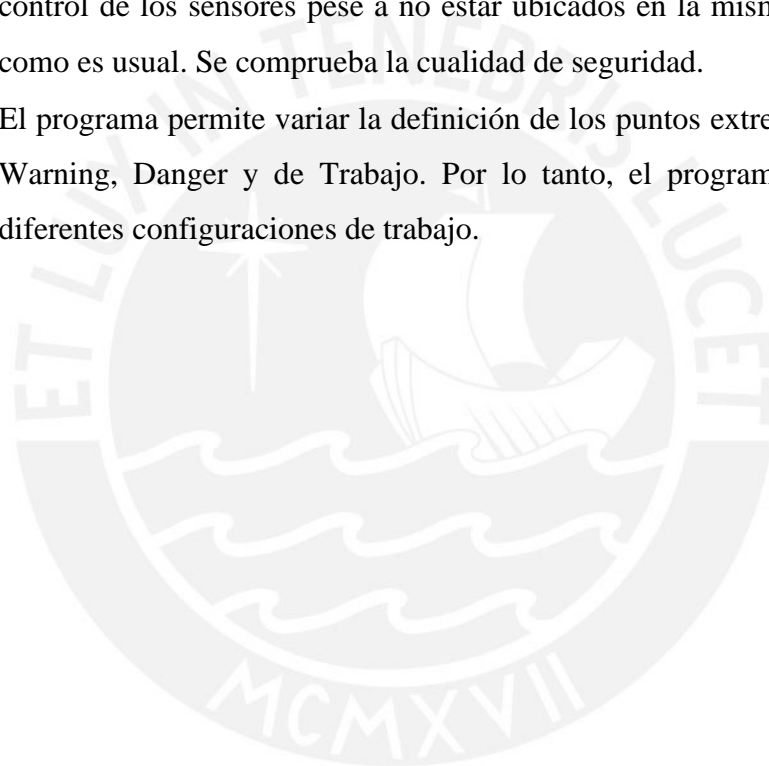 control de los sensores pese a no estar ubicados en la mism
como es usual. Se comprueba la cualidad de seguridad.
El programa permite variar la definición de los puntos extre
Warning, Danger y de Trabajo. Por lo tanto, el program
diferentes configuraciones de trabajo.
ET LUX IN TENEBRIS LUCET
MCMXVII